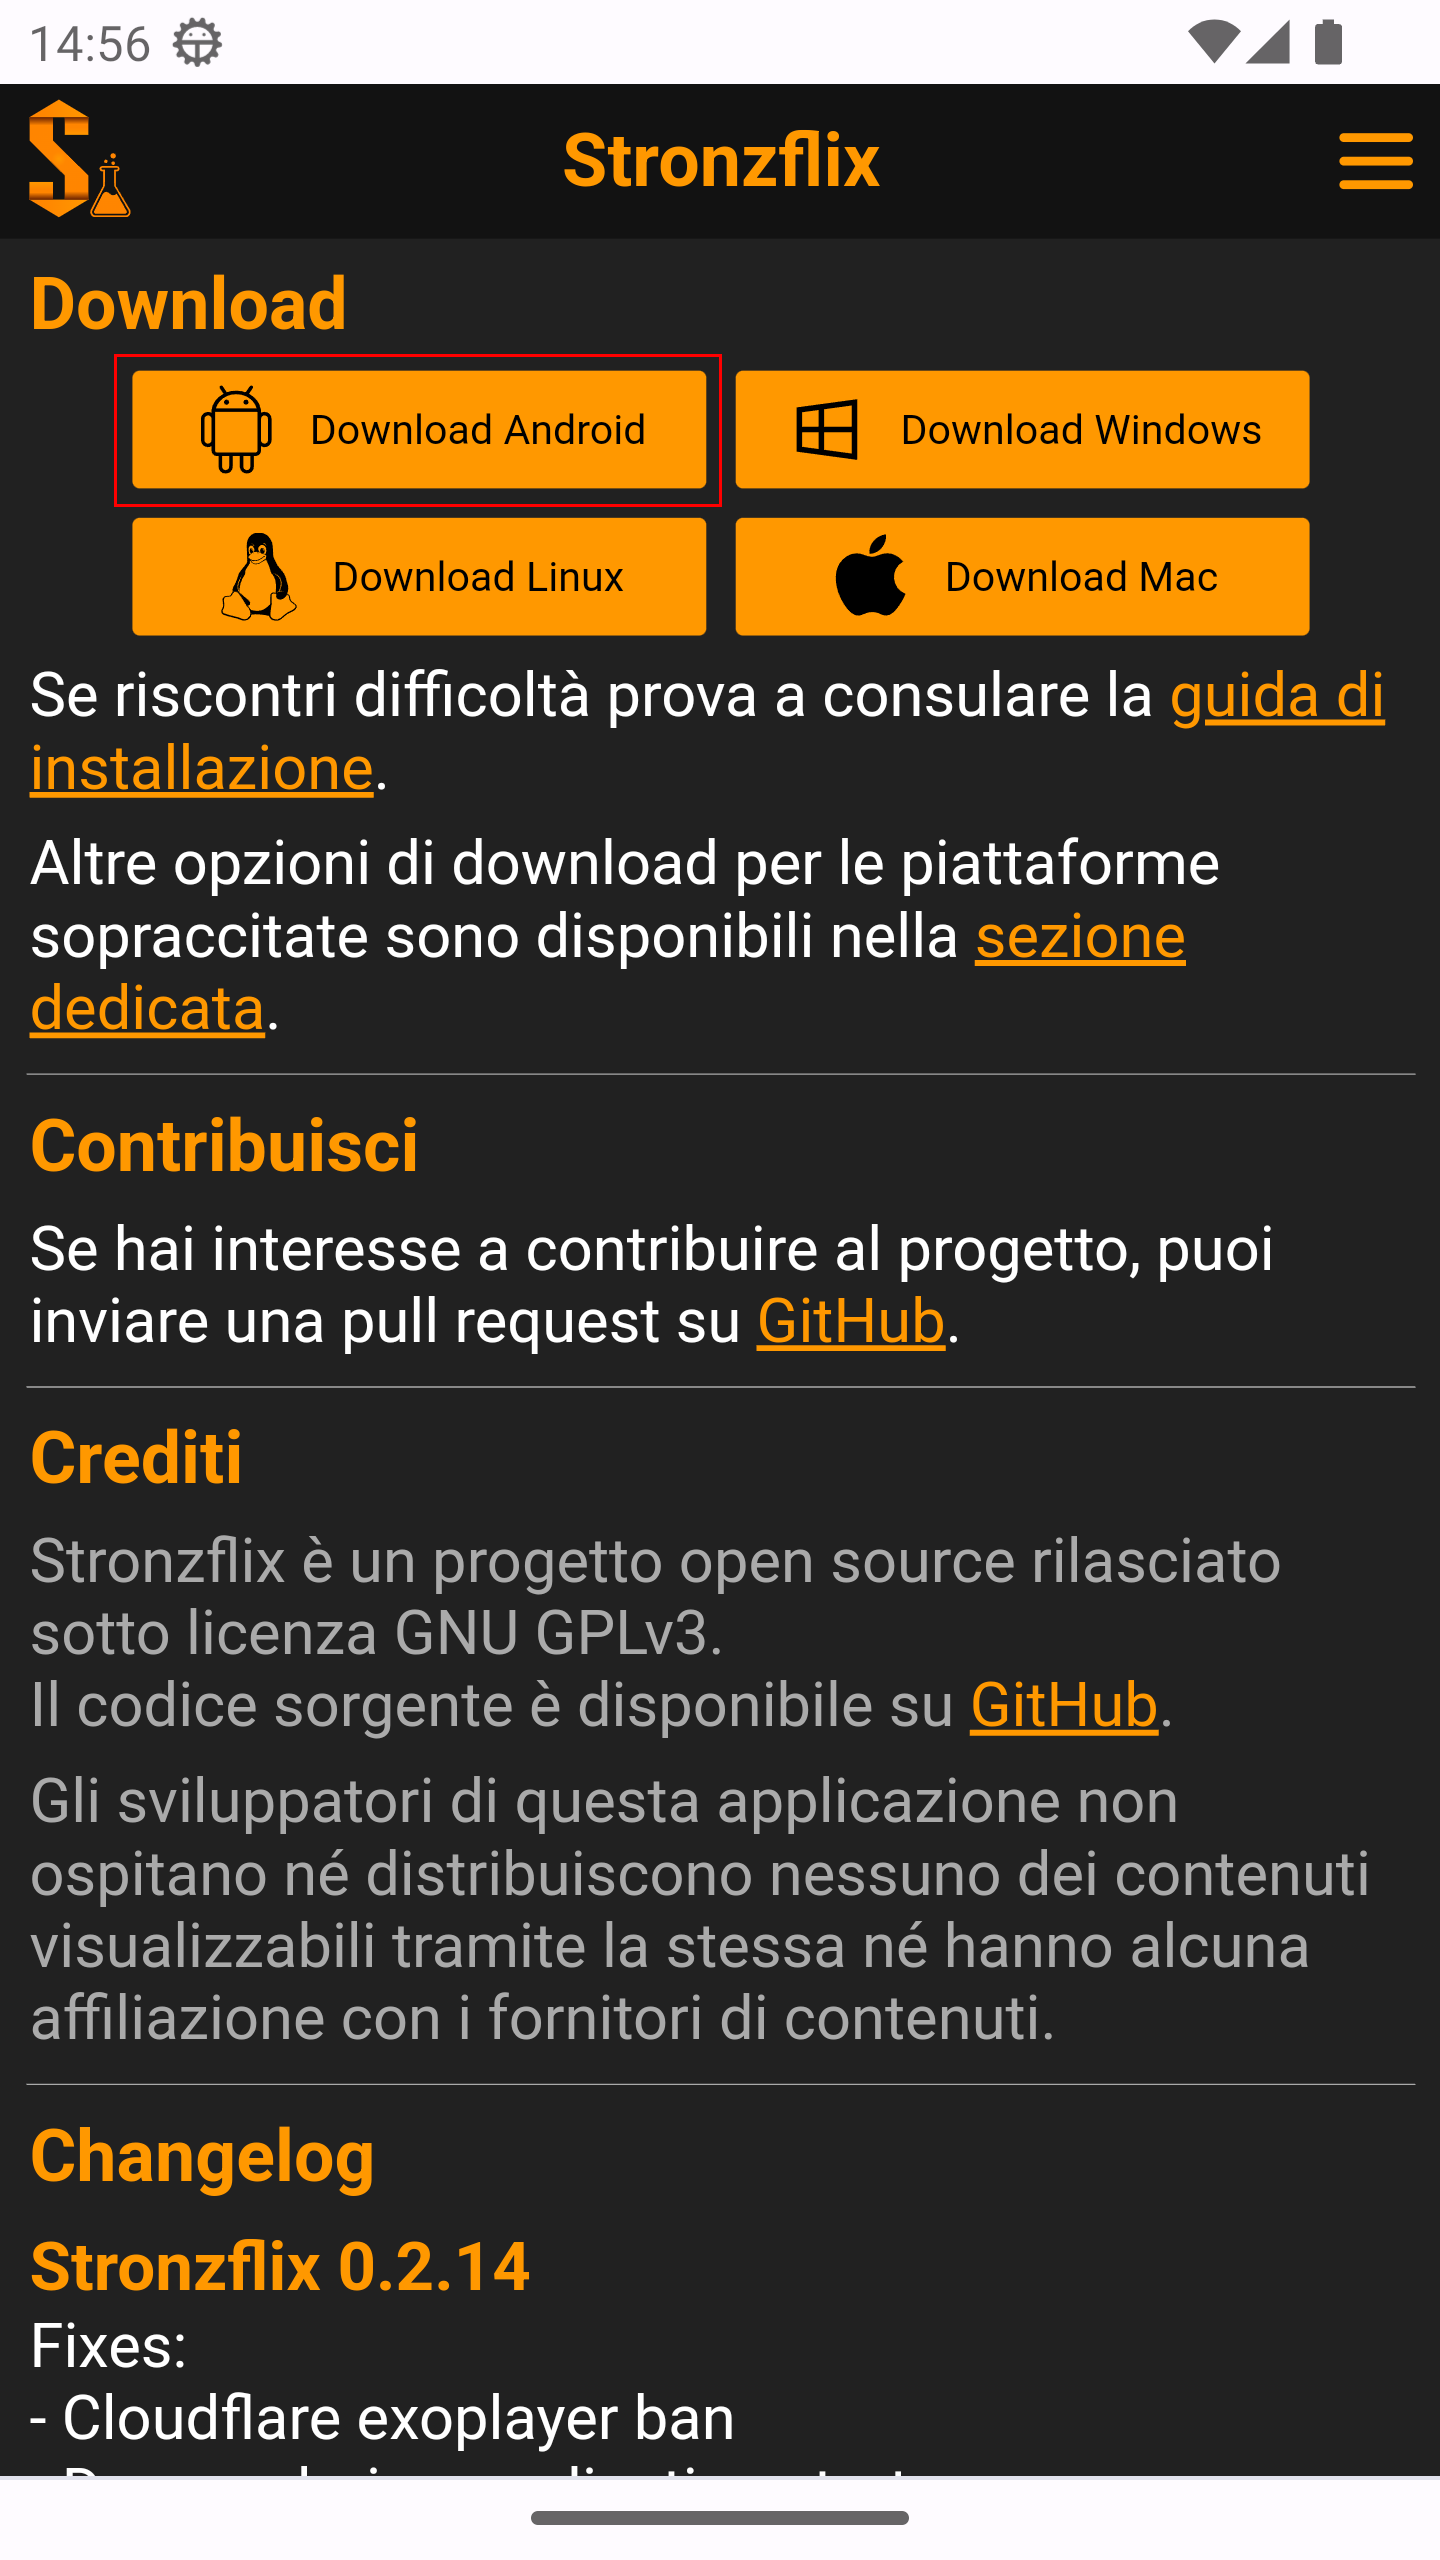 14:56
Stronzflix
Download
Download Android
Download Windows
Download Linux
Download Mac
Se riscontri difficoltà prova a consulare la guida di
installazione.
Altre opzioni di download per le piattaforme
sopraccitate sono disponibili nella sezione
dedicata.
Contribuisci
Se hai interesse a contribuire al progetto, puoi
inviare una pull request su GitHub.
Crediti
Stronzflix è un progetto open source rilasciato
sotto licenza GNU GPLv3.
Il codice sorgente è disponibile su GitHub.
Gli sviluppatori di questa applicazione non
ospitano né distribuiscono nessuno dei contenuti
visualizzabili tramite la stessa né hanno alcuna
affiliazione con i fornitori di contenuti.
Changelog
Stronzflix 0.2.14
Fixes:
- Cloudflare exoplayer ban